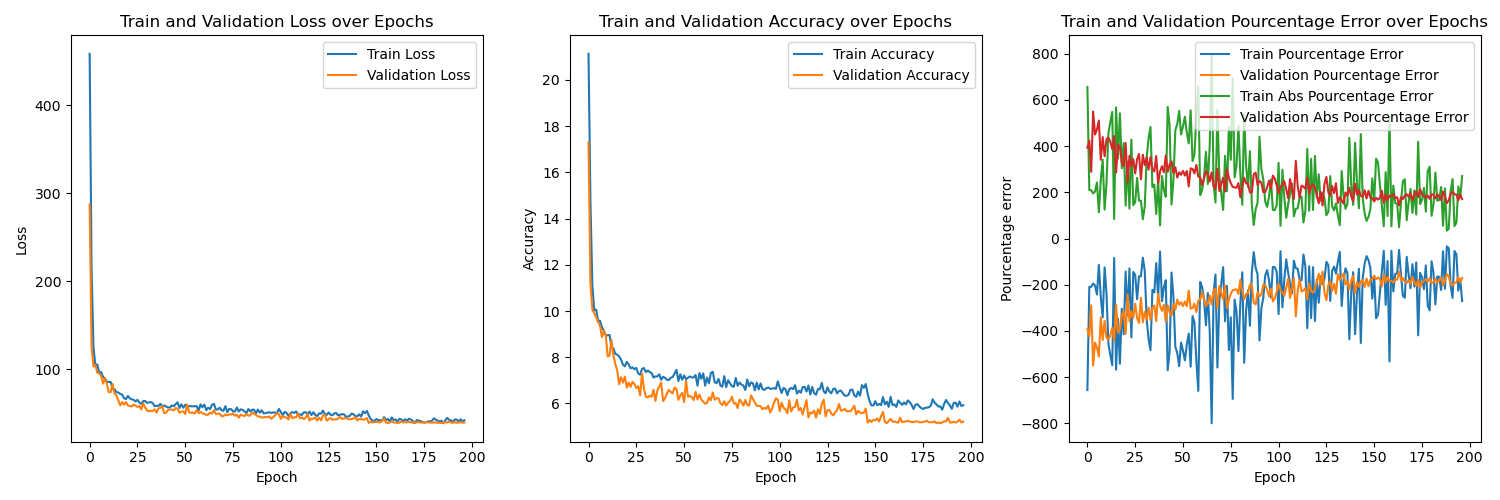 Train and Validation Loss over Epochs
Loss
400
300
200
100
0
25
50
75
100
125
150
175
200
Epoch
Train Loss
Validation Loss
Train and Validation Accuracy over Epochs
Accuracy
20
18
16
14
12
10
8
6
0
25
50
75
100
125
150
175
200
Epoch
Train Accuracy
Validation Accuracy
Train and Validation Pourcentage Error over Epochs
Pourcentage error
800
600
400
200
0
−200
−400
−600
−800
0
25
50
75
100
125
150
175
200
Epoch
Train Pourcentage Error
Validation Pourcentage Error
Train Abs Pourcentage Error
Validation Abs Pourcentage Error